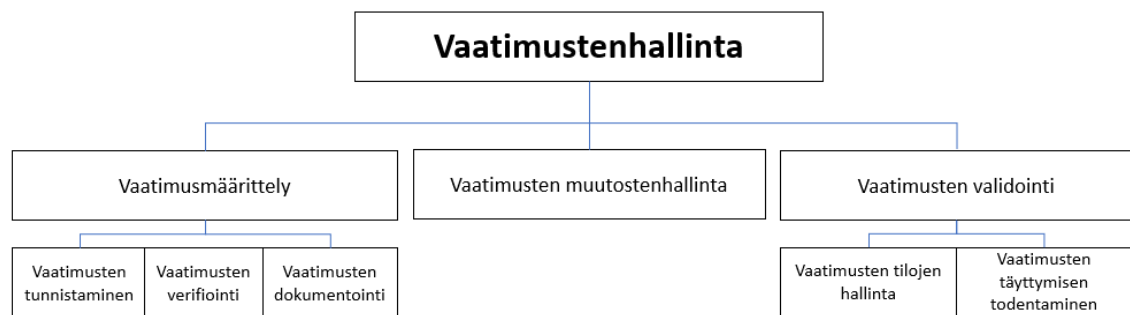 Vaatimustenhallinta
Vaatimusmäärittely
Vaatimusten muutostenhallinta
Vaatimusten validointi
Vaatimusten
tunnistaminen
Vaatimusten
verifiointi
Vaatimusten
dokumentointi
Vaatimusten tilojen
hallinta
Vaatimusten
täyttymisen
todentaminen